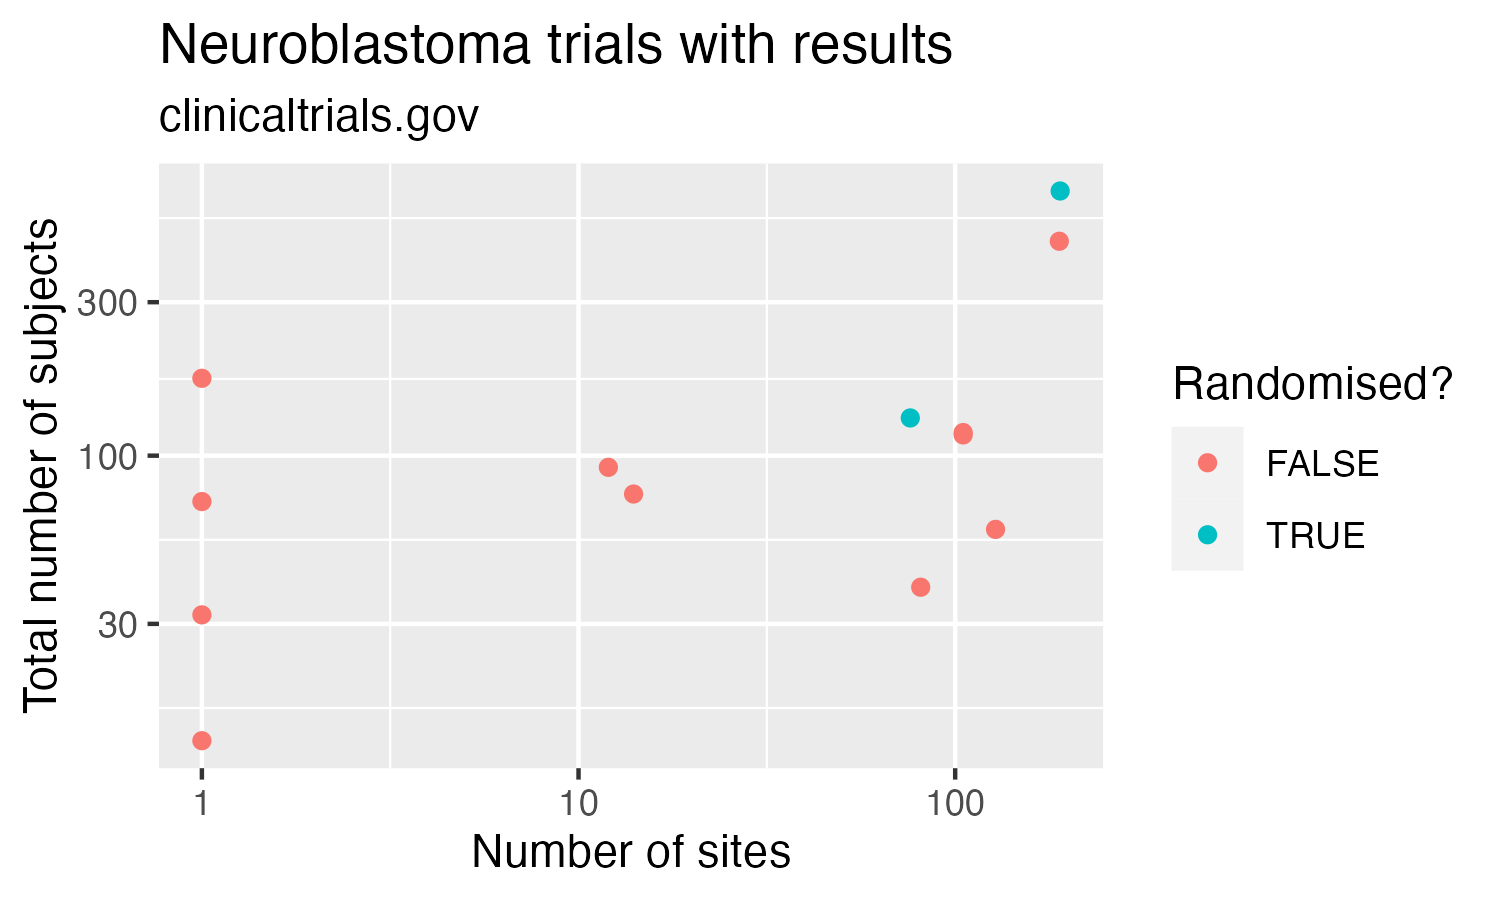 Neuroblastoma trials with results
clinicaltrials.gov
Total number of subjects
300
100
30
1
10
100
Number of sites
Randomised?
FALSE
TRUE